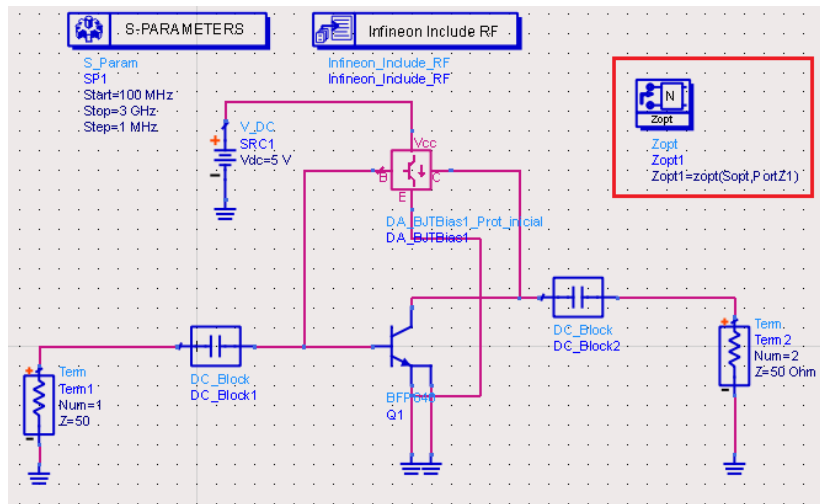 S-PARAMETERS
Infineon Include RF
S_Param
SP1
Start=100 MHz
Stop=3 GHz
Step=1 MHz
Infineon_Include_RF
Infineon_Include_RF
N
Zopt
Zopt
Zopt1
Zopt1=zopt(Sopt,PortZ1)
V_DC
SRC1
Vdc=5 V
Vcc
B
C
E
DA_BJTBias1_Prot_inicial
DA_BJTBias1
DC_Block
DC_Block2
Term
Term2
Num=2
Z=50 Ohm
Term
Term1
Num=1
Z=50
DC_Block
DC_Block1
Q1